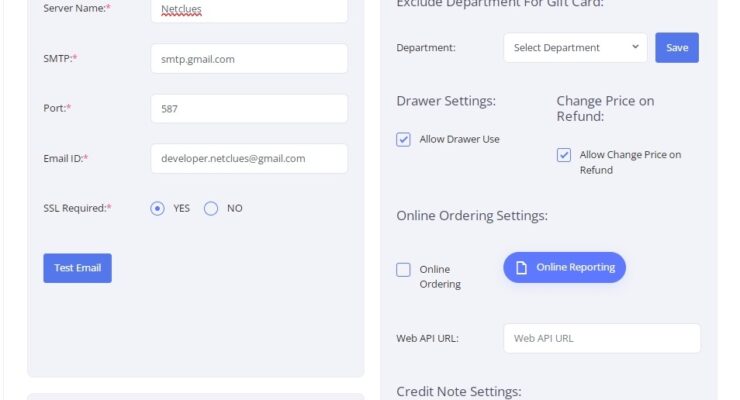 Server Name:*
Netclues
SMTP:*
smtp.gmail.com
Port:*
587
Email ID:*
developer.netclues@gmail.com
SSL Required:*
YES
NO
Test Email
Exclude Department For Gift Card:
Department:
Select Department
Save
Drawer Settings:
Allow Drawer Use
Change Price on
Refund:
Allow Change Price on
Refund
Online Ordering Settings:
Online
Ordering
Online Reporting
Web API URL:
Web API URL
Credit Note Settings: